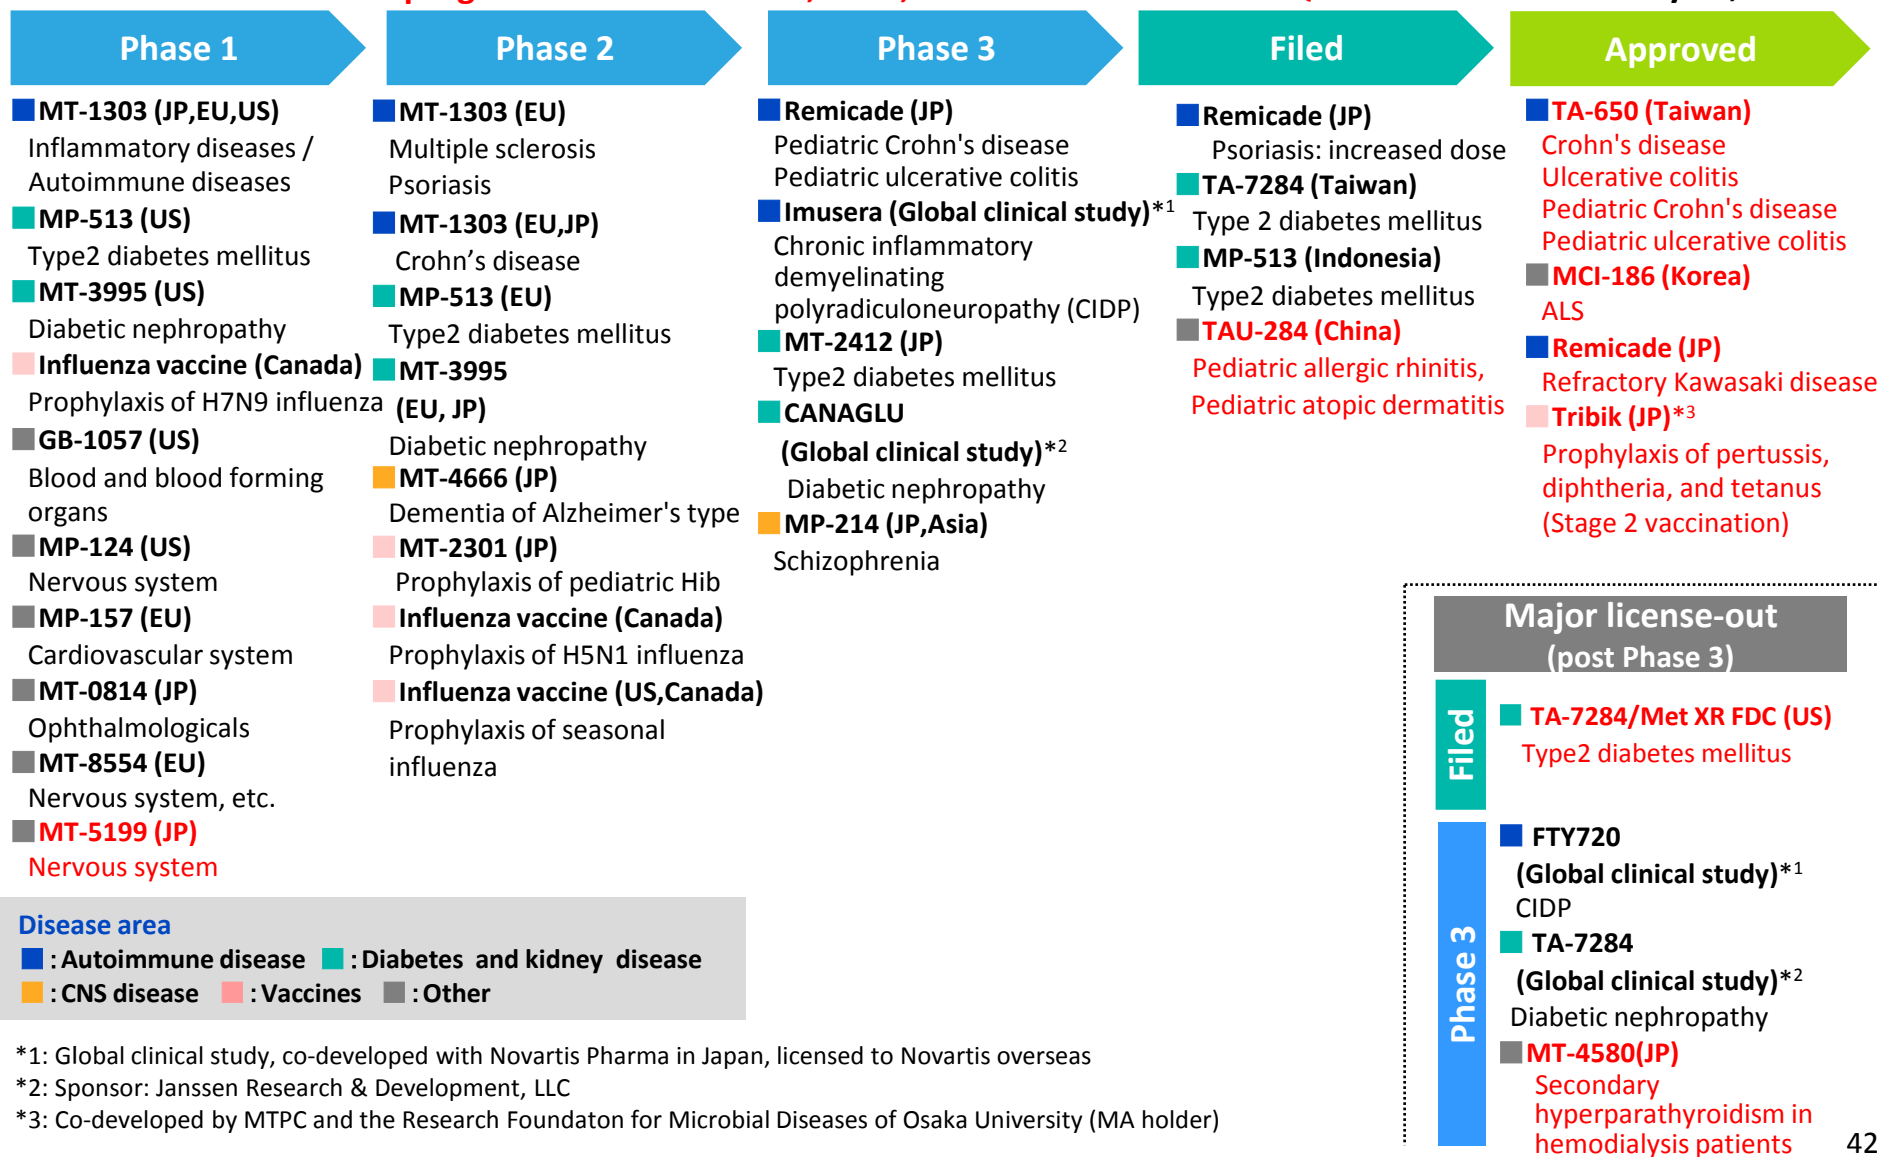 Phase 1
MT-1303 (JP,EU,US)
Inflammatory diseases /
Autoimmune diseases
MP-513 (US)
Type2 diabetes mellitus
MT-3995 (US)
Diabetic nephropathy
Influenza vaccine (Canada)
Prophylaxis of H7N9 influenza
GB-1057 (US)
Blood and blood forming
organs
MP-124 (US)
Nervous system
MP-157 (EU)
Cardiovascular system
MT-0814 (JP)
Ophthalmologicals
MT-8554 (EU)
Nervous system, etc.
MT-5199 (JP)
Nervous system
Phase 2
MT-1303 (EU)
Multiple sclerosis
Psoriasis
MT-1303 (EU,JP)
Crohn’s disease
MP-513 (EU)
Type2 diabetes mellitus
MT-3995
(EU, JP)
Diabetic nephropathy
MT-4666 (JP)
Dementia of Alzheimer's type
MT-2301 (JP)
Prophylaxis of pediatric Hib
Influenza vaccine (Canada)
Prophylaxis of H5N1 influenza
Influenza vaccine (US,Canada)
Prophylaxis of seasonal
influenza
Phase 3
Remicade (JP)
Pediatric Crohn's disease
Pediatric ulcerative colitis
Imusera (Global clinical study)*1
Chronic inflammatory
demyelinating
polyradiculoneuropathy (CIDP)
MT-2412 (JP)
Type2 diabetes mellitus
CANAGLU
(Global clinical study)*2
Diabetic nephropathy
MP-214 (JP,Asia)
Schizophrenia
Filed
Remicade (JP)
Psoriasis: increased dose
TA-7284 (Taiwan)
Type 2 diabetes mellitus
MP-513 (Indonesia)
Type2 diabetes mellitus
TAU-284 (China)
Pediatric allergic rhinitis,
Pediatric atopic dermatitis
Approved
TA-650 (Taiwan)
Crohn's disease
Ulcerative colitis
Pediatric Crohn's disease
Pediatric ulcerative colitis
MCI-186 (Korea)
ALS
Remicade (JP)
Refractory Kawasaki disease
Tribik (JP)*3
Prophylaxis of pertussis,
diphtheria, and tetanus
(Stage 2 vaccination)
Major license-out
(post Phase 3)
Filed
TA-7284/Met XR FDC (US)
Type2 diabetes mellitus
Phase 3
FTY720
(Global clinical study)*1
CIDP
TA-7284
(Global clinical study)*2
Diabetic nephropathy
MT-4580(JP)
Secondary
hyperparathyroidism in
hemodialysis patients
Disease area
: Autoimmune disease : Diabetes and kidney disease
: CNS disease : Vaccines : Other
*1: Global clinical study, co-developed with Novartis Pharma in Japan, licensed to Novartis overseas
*2: Sponsor: Janssen Research & Development, LLC
*3: Co-developed by MTPC and the Research Foundaton for Microbial Diseases of Osaka University (MA holder)
42